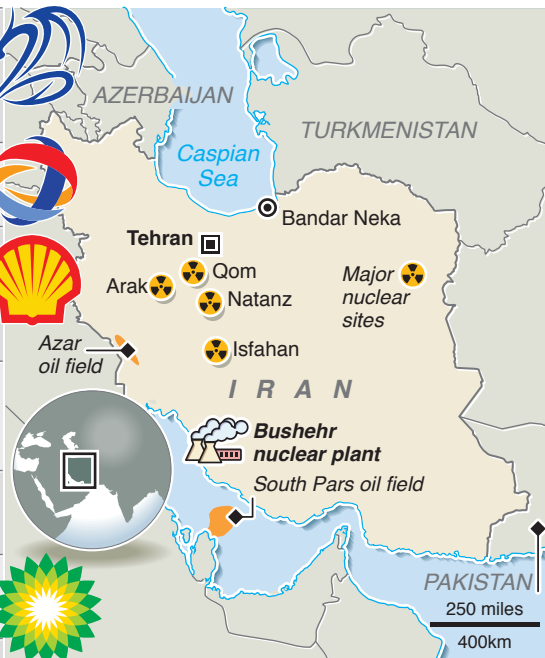 AZERBAIJAN
TURKMENISTAN
Caspian
Sea
Bandar Neka
Tehran
Qom
Arak
Natanz
Major
nuclear
sites
Isfahan
Azar
oil field
IRAN
Bushehr
nuclear plant
South Pars oil field
PAKISTAN
250 miles
400km